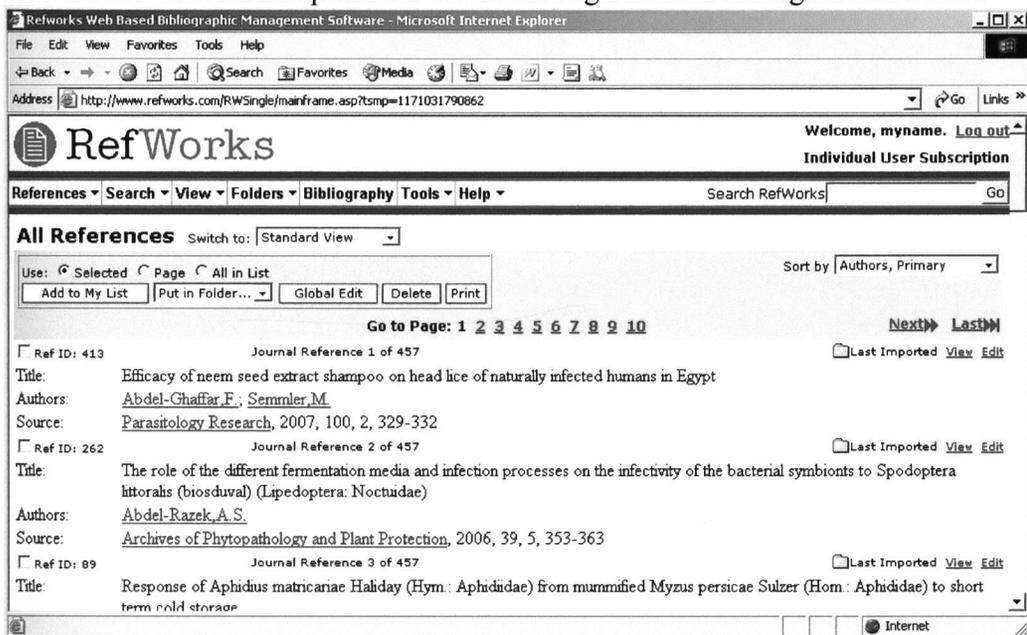 Refworks Web Based Bibliographic Management Software - Microsoft Internet Explorer
File Edit View Favorites Tools Help
Back Search Favorites Media
Address http://www.refworks.com/RWSingle/mainframe.asp?tsmp=1171031790862 Go Links »
RefWorks
Welcome, myname. Log out
Individual User Subscription
References Search View Folders Bibliography Tools Help Search RefWorks Go
All References Switch to: Standard View
Use: Selected Page All in List
Sort by Authors, Primary
Add to My List Put in Folder... Global Edit Delete Print
Go to Page: 1 2 3 4 5 6 7 8 9 10 Next Last
Ref ID: 413 Journal Reference 1 of 457 Last Imported View Edit
Title: Efficacy of neem seed extract shampoo on head lice of naturally infected humans in Egypt
Authors: Abdel-Ghaffar,F.; Semmler,M.
Source: Parasitology Research, 2007, 100, 2, 329-332
Ref ID: 262 Journal Reference 2 of 457 Last Imported View Edit
Title: The role of the different fermentation media and infection processes on the infectivity of the bacterial symbionts to Spodoptera
littoralis (biosduval) (Lipedoptera: Noctuidae)
Authors: Abdel-Razek,A.S.
Source: Archives of Phytopathology and Plant Protection, 2006, 39, 5, 353-363
Ref ID: 89 Journal Reference 3 of 457 Last Imported View Edit
Title: Response of Aphidius matricariae Haliday (Hym.: Aphidiidae) from mummified Myzus persicae Sulzer (Hom.: Aphididae) to short
term cold storage
Internet